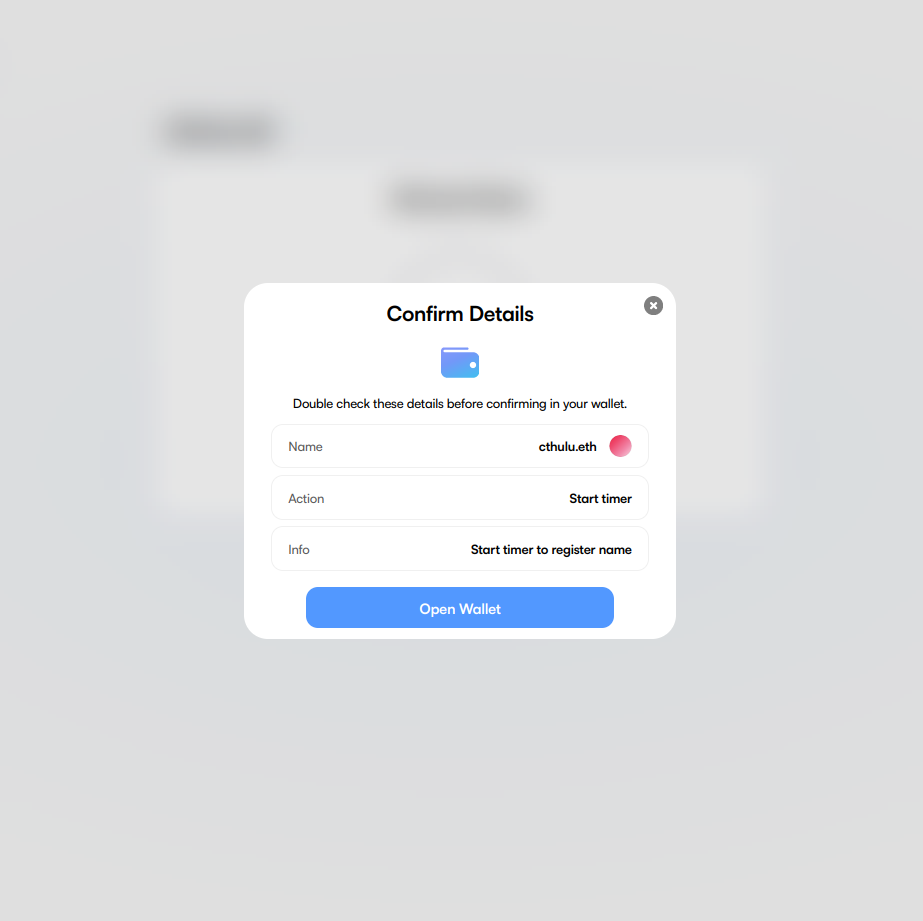 Confirm Details
Double check these details before confirming in your wallet.
Name cthulu.eth
Action Start timer
Info Start timer to register name
Open Wallet